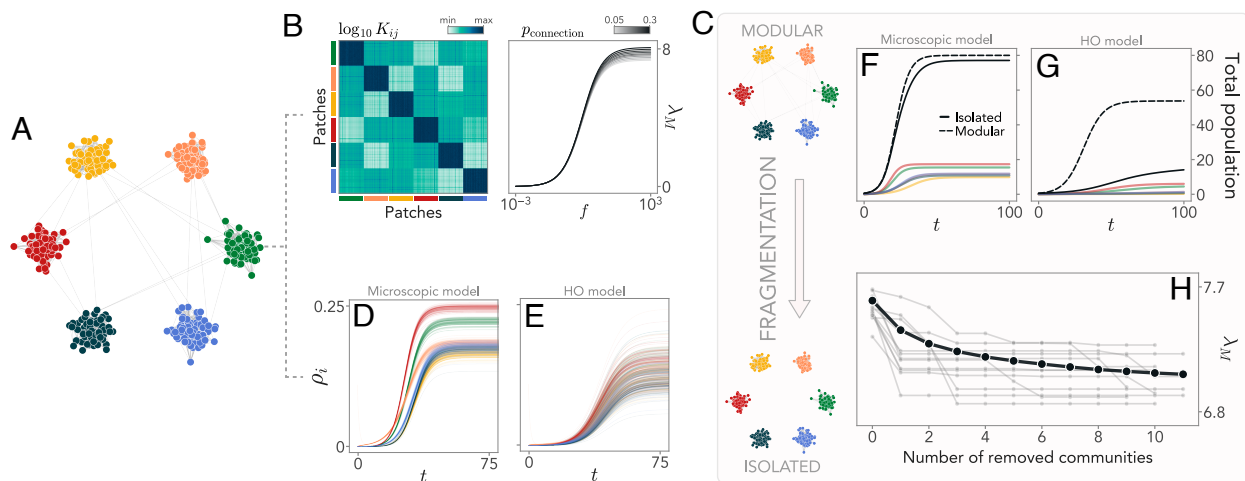 A
B
log₁₀ Kᵢⱼ
min
max
Patches
Patches
p_connection
0.05
0.3
8
λ_M
0
10⁻³
f
10³
C
MODULAR
FRAGMENTATION
ISOLATED
Microscopic model
D
0.25
ρᵢ
0
0
t
75
HO model
E
0
t
75
Microscopic model
F
Isolated
Modular
0
t
100
HO model
G
80
60
40
20
0
Total population
0
t
100
H
7.7
λ_M
6.8
0
2
4
6
8
10
Number of removed communities